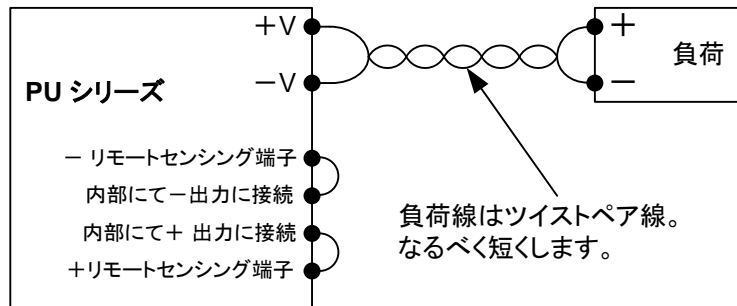 +V
−V
PU シリーズ
− リモートセンシング端子
内部にて−出力に接続
内部にて+ 出力に接続
+リモートセンシング端子
+
−
負荷
負荷線はツイストペア線。
なるべく短くします。